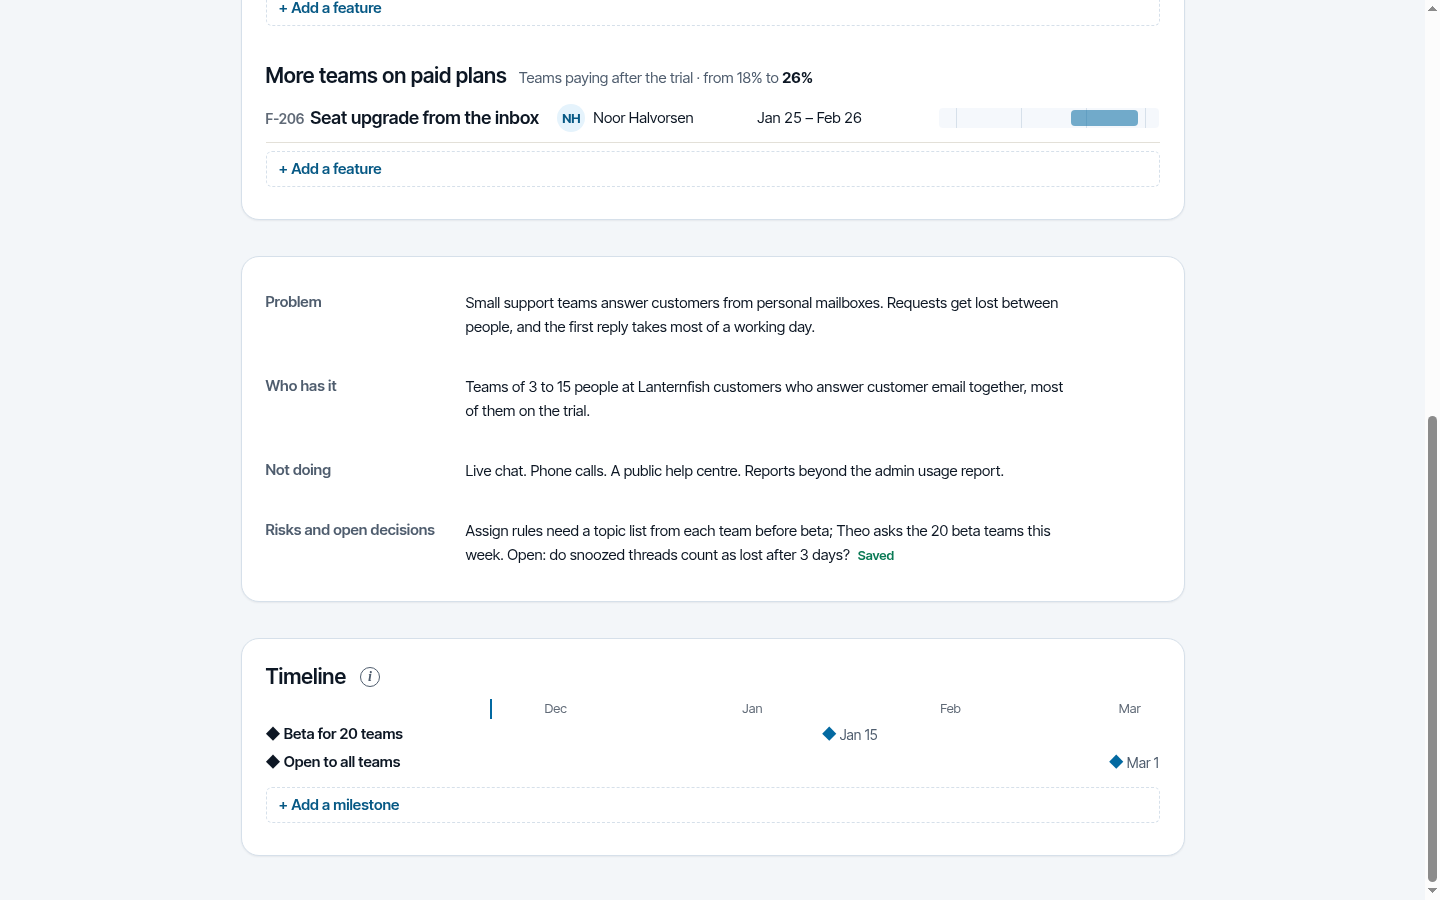 + Add a feature
More teams on paid plans Teams paying after the trial · from 18% to 26%
F-206 Seat upgrade from the inbox NH Noor Halvorsen Jan 25 – Feb 26
+ Add a feature
Problem
Small support teams answer customers from personal mailboxes. Requests get lost between
people, and the first reply takes most of a working day.
Who has it
Teams of 3 to 15 people at Lanternfish customers who answer customer email together, most
of them on the trial.
Not doing
Live chat. Phone calls. A public help centre. Reports beyond the admin usage report.
Risks and open decisions
Assign rules need a topic list from each team before beta; Theo asks the 20 beta teams this
week. Open: do snoozed threads count as lost after 3 days? Saved
Timeline i
Dec Jan Feb Mar
◆ Beta for 20 teams ◆ Jan 15
◆ Open to all teams ◆ Mar 1
+ Add a milestone